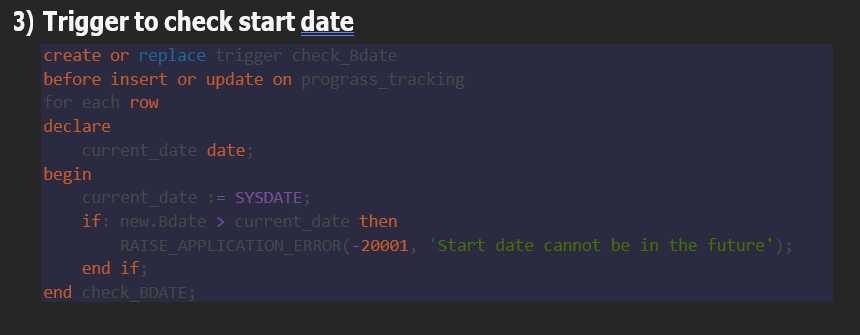 3) Trigger to check start date
create or replace trigger check_Bdate
before insert or update on prograss_tracking
for each row
declare
    current_date date;
begin
    current_date := SYSDATE;
    if: new.Bdate > current_date then
        RAISE_APPLICATION_ERROR(-20001, 'Start date cannot be in the future');
    end if;
end check_BDATE;